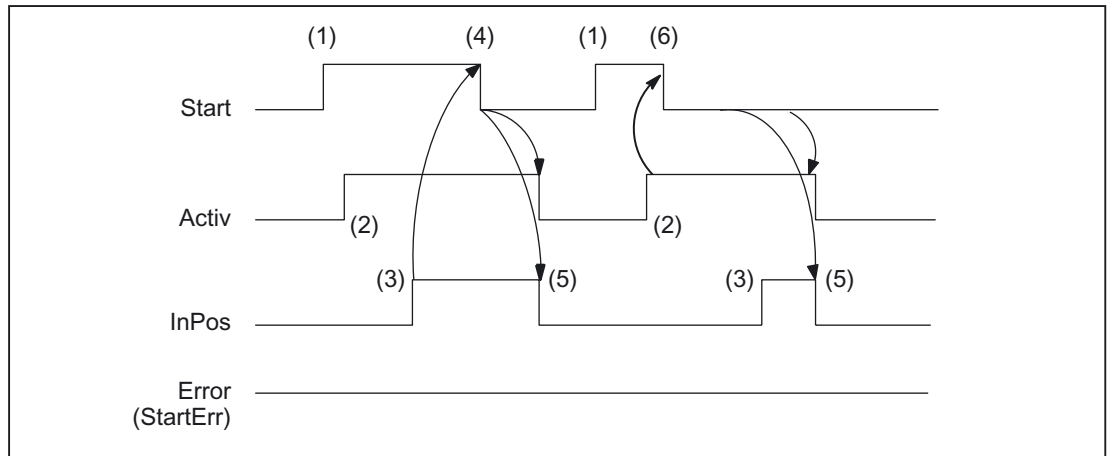 (1) (4) (1) (6)
Start
Activ
(2) (2)
(3) (5) (3) (5)
InPos
Error
(StartErr)